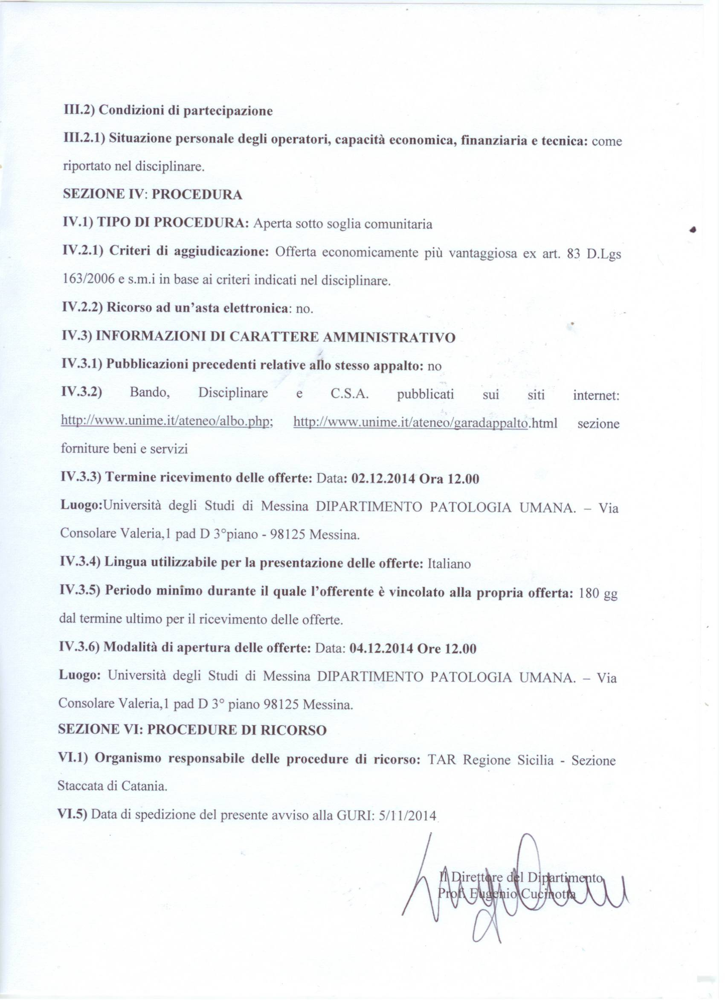 III.2) Condizioni di partecipazione
III.2.1) Situazione personale degli operatori, capacità economica, finanziaria e tecnica: come
riportato nel disciplinare.
SEZIONE IV: PROCEDURA
IV.1) TIPO DI PROCEDURA: Aperta sotto soglia comunitaria
IV.2.1) Criteri di aggiudicazione: Offerta economicamente più vantaggiosa ex art. 83 D.Lgs
163/2006 e s.m.i in base ai criteri indicati nel disciplinare.
IV.2.2) Ricorso ad un’asta elettronica: no.
IV.3) INFORMAZIONI DI CARATTERE AMMINISTRATIVO
IV.3.1) Pubblicazioni precedenti relative allo stesso appalto: no
IV.3.2) Bando, Disciplinare e C.S.A. pubblicati sui siti internet:
http://www.unime.it/ateneo/albo.php; http://www.unime.it/ateneo/garadappalto.html sezione
forniture beni e servizi
IV.3.3) Termine ricevimento delle offerte: Data: 02.12.2014 Ora 12.00
Luogo:Università degli Studi di Messina DIPARTIMENTO PATOLOGIA UMANA. – Via
Consolare Valeria,1 pad D 3°piano - 98125 Messina.
IV.3.4) Lingua utilizzabile per la presentazione delle offerte: Italiano
IV.3.5) Periodo minimo durante il quale l’offerente è vincolato alla propria offerta: 180 gg
dal termine ultimo per il ricevimento delle offerte.
IV.3.6) Modalità di apertura delle offerte: Data: 04.12.2014 Ore 12.00
Luogo: Università degli Studi di Messina DIPARTIMENTO PATOLOGIA UMANA. – Via
Consolare Valeria,1 pad D 3° piano 98125 Messina.
SEZIONE VI: PROCEDURE DI RICORSO
VI.1) Organismo responsabile delle procedure di ricorso: TAR Regione Sicilia - Sezione
Staccata di Catania.
VI.5) Data di spedizione del presente avviso alla GURI: 5/11/2014
Il Direttore del Dipartimento
Prof. Eugenio Cucinotta